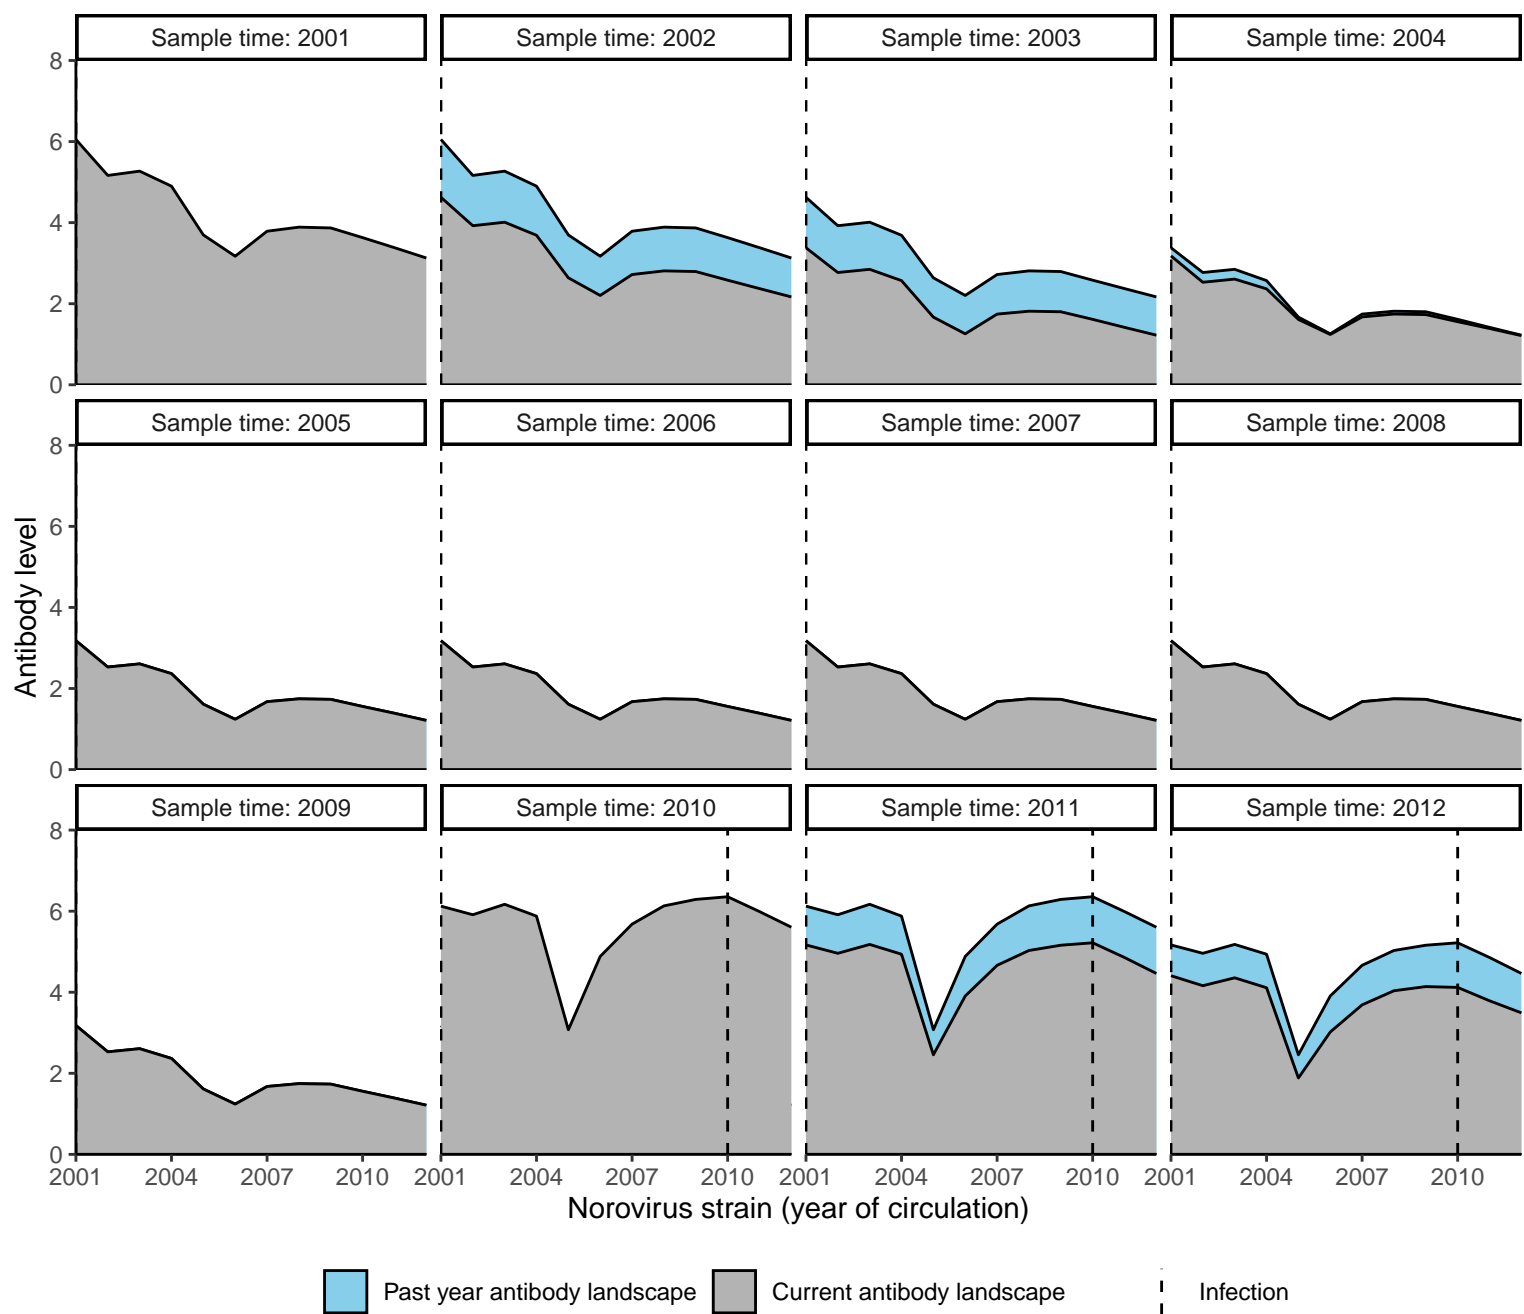 Sample time: 2001
Sample time: 2002
Sample time: 2003
Sample time: 2004
8
6
4
2
0
Sample time: 2005
Sample time: 2006
Sample time: 2007
Sample time: 2008
8
6
4
2
0
Antibody level
Sample time: 2009
Sample time: 2010
Sample time: 2011
Sample time: 2012
8
6
4
2
0
2001 2004 2007 2010 2001 2004 2007 2010 2001 2004 2007 2010 2001 2004 2007 2010
Norovirus strain (year of circulation)
Past year antibody landscape Current antibody landscape Infection